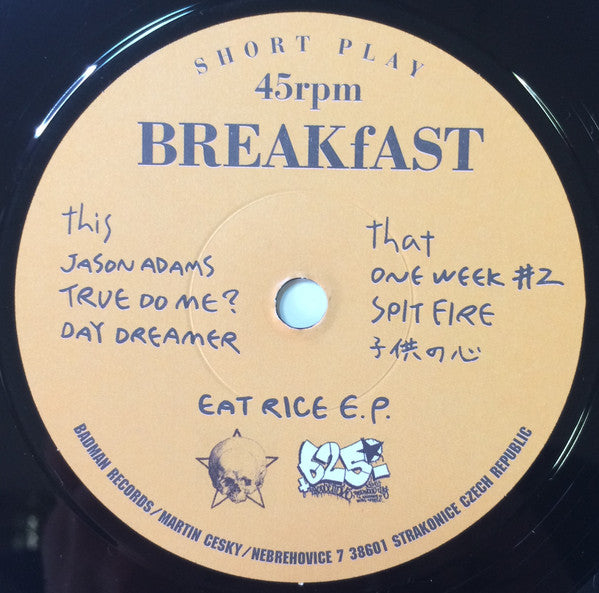 SHORT PLAY
45rpm
BREAKfAST
this
JASON ADAMS
TRUE DO ME?
DAY DREAMER
that
ONE WEEK #2
SPIT FIRE
子供の心
EAT RICE E.P.
625
BADMAN RECORDS/MARTIN CESKY/NEBREHOVICE 7 38601 STRAKONICE CZECH REPUBLIC